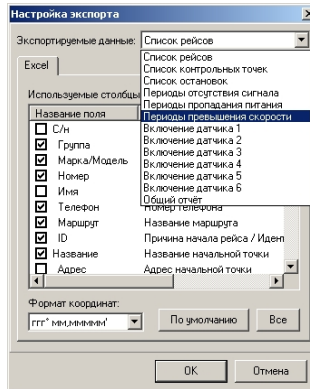 Настройка экспорта
Экспортируемые данные: Список рейсов
Excel
Список рейсов
Список контрольных точек
Список остановок
Периоды отсутствия сигнала
Периоды пропадания питания
Периоды превышения скорости
Включение датчика 1
Включение датчика 2
Включение датчика 3
Включение датчика 4
Включение датчика 5
Включение датчика 6
Общий отчёт
Используемые столбцы
Название поля
С/н
Группа
Марка/Модель
Номер
Имя
Телефон Номер телефона
Маршрут Название маршрута
ID Причина начала рейса / Идент
Название Название начальной точки
Адрес Адрес начальной точки
Формат координат:
ггг° мм,мммммм'
По умолчанию
Все
OK
Отмена